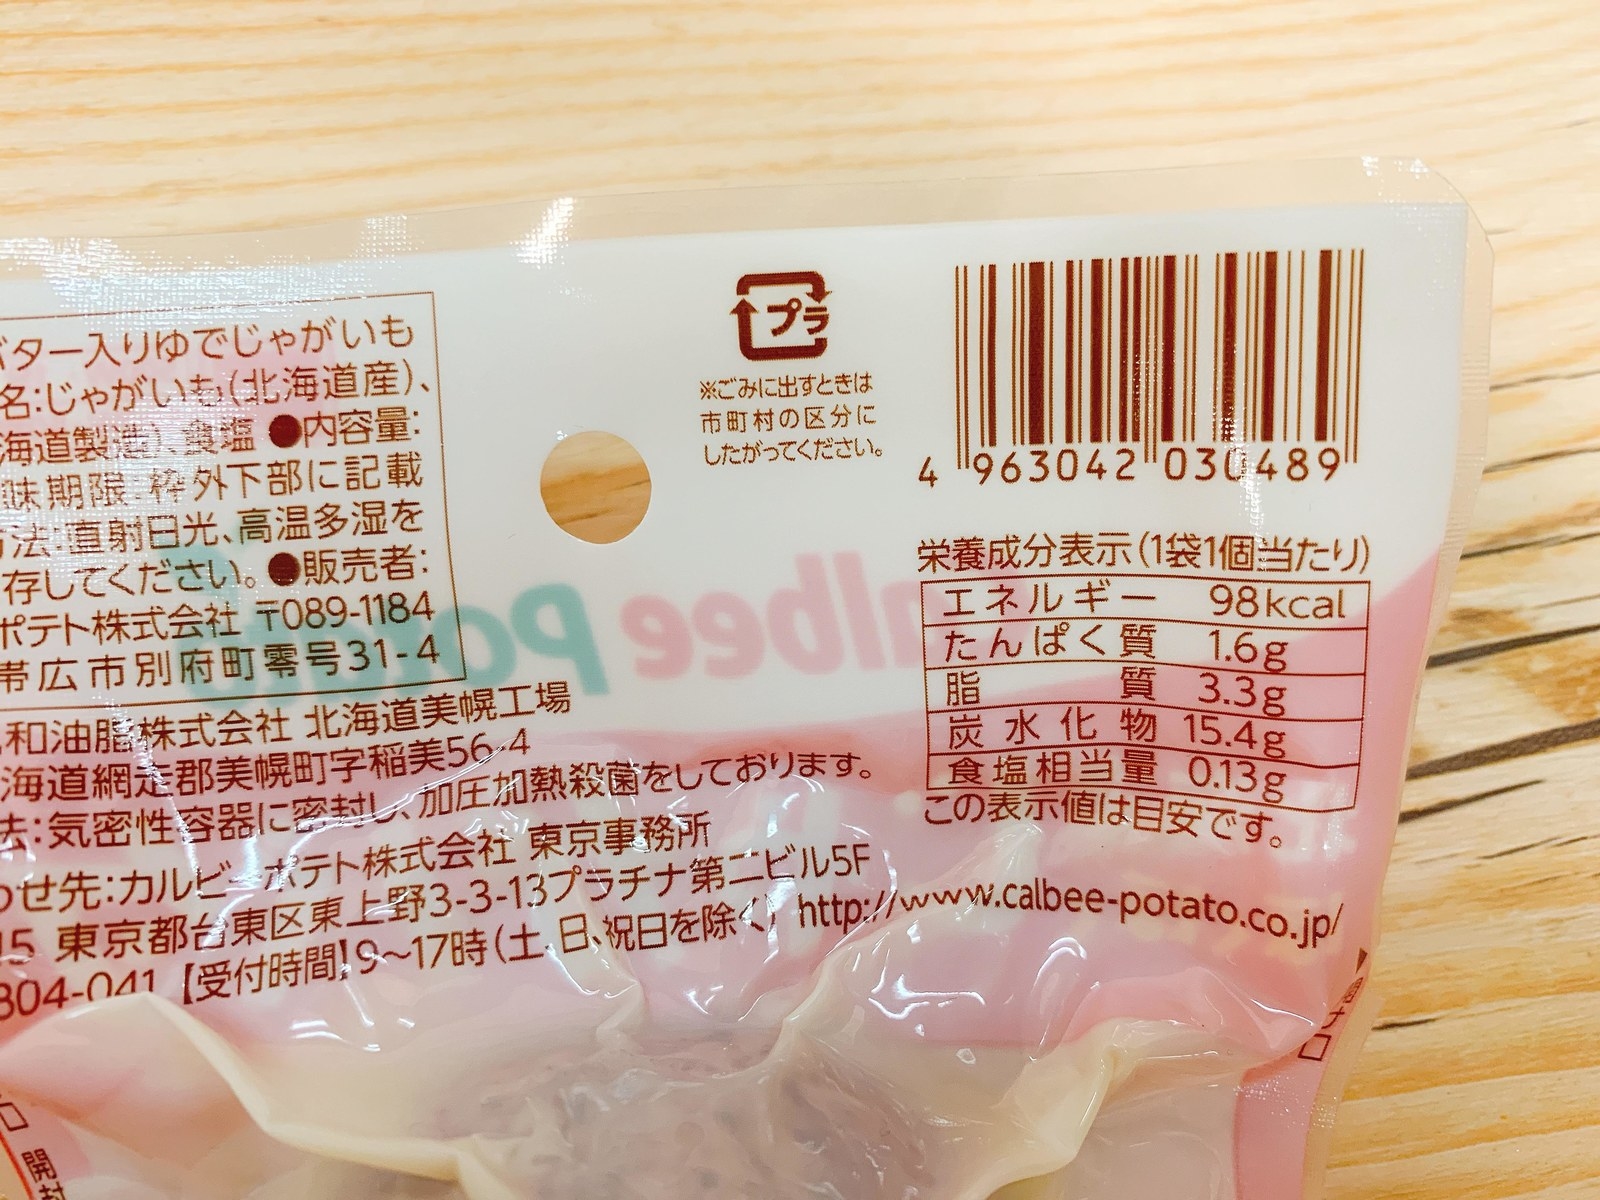 バター入りゆでじゃがいも
名:じゃがいも(北海道産)、
海道製造)、食塩 ●内容量:
味期限:枠外下部に記載
方法:直射日光、高温多湿を
存してください。●販売者:
ポテト株式会社 〒089-1184
帯広市別府町零号31-4
和油脂株式会社 北海道美幌工場
海道網走郡美幌町字稲美56-4
法:気密性容器に密封し、加圧加熱殺菌をしております。
わせ先:カルビーポテト株式会社 東京事務所
15 東京都台東区東上野3-3-13プラチナ第二ビル5F
804-041【受付時間】9~17時(土、日、祝日を除く) http://www.calbee-potato.co.jp/
プラ
※ごみに出すときは
市町村の区分に
したがってください。
4 963042 030489
栄養成分表示(1袋1個当たり)
エネルギー 98kcal
たんぱく質 1.6g
脂質 3.3g
炭水化物 15.4g
食塩相当量 0.13g
この表示値は目安です。
albee Potato
口
開封